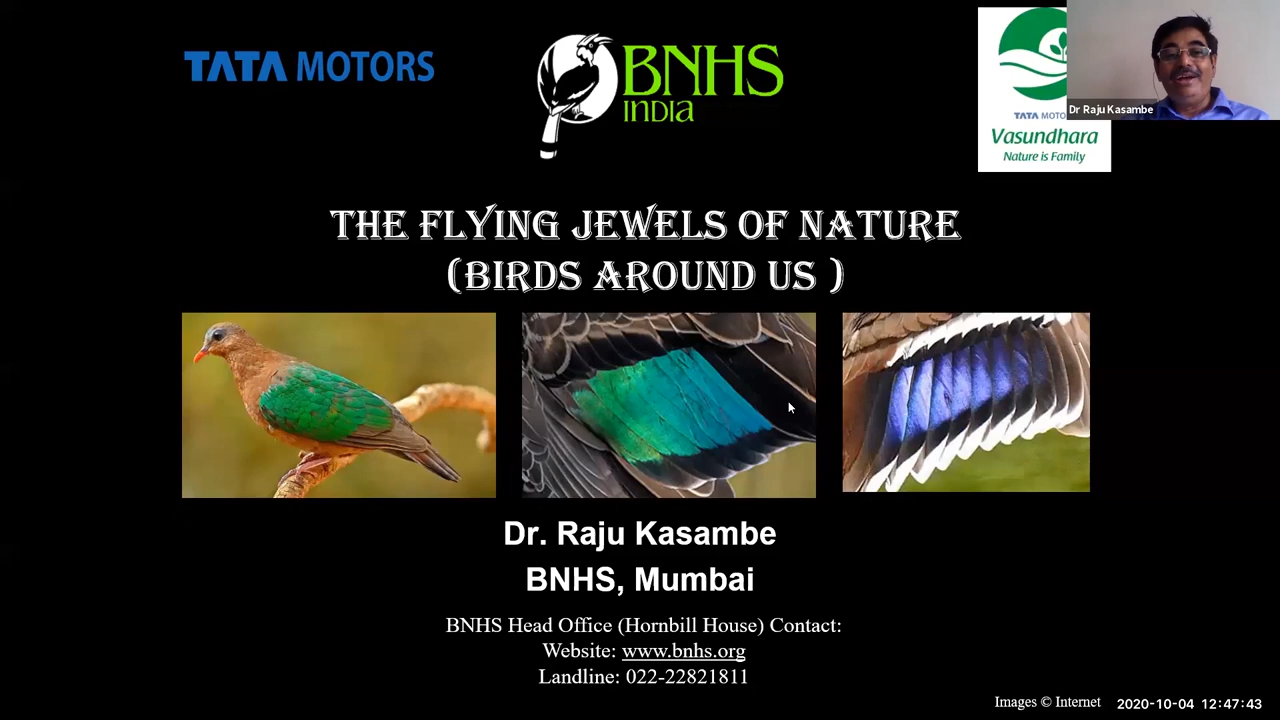 TATA MOTORS
BNHS
INDIA
TATA MOTO
Vasundhara
Nature is Family
Dr Raju Kasambe
THE FLYING JEWELS OF NATURE
(BIRDS AROUND US )
Dr. Raju Kasambe
BNHS, Mumbai
BNHS Head Office (Hornbill House) Contact:
Website: www.bnhs.org
Landline: 022-22821811
Images © Internet
2020-10-04 12:47:43